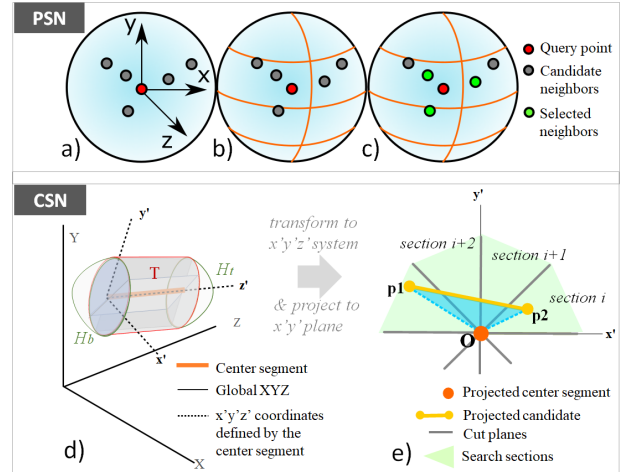 PSN
y
x
z
a)
b)
c)
Query point
Candidate
neighbors
Selected
neighbors
CSN
Y
y'
T
Ht
z'
Hb
Z
x'
X
transform to
x'y'z' system
& project to
x'y' plane
Center segment
Global XYZ
x'y'z' coordinates
defined by the
center segment
d)
y'
section i+2
section i+1
section i
p1
p2
O
x'
Projected center segment
Projected candidate
Cut planes
Search sections
e)